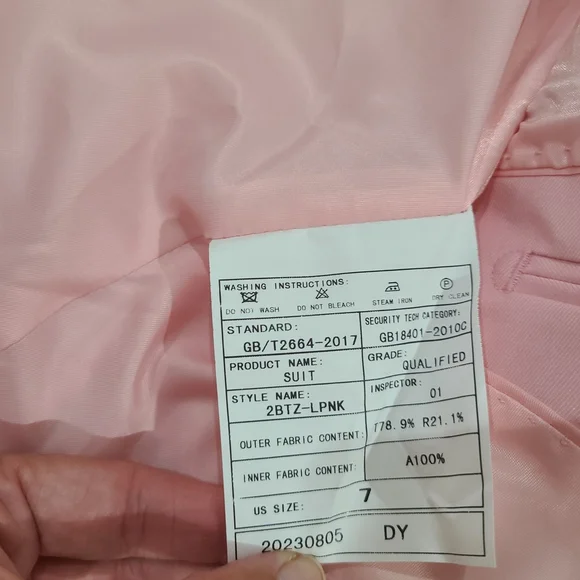 WASHING INSTRUCTIONS:
DO NOT WASH DO NOT BLEACH STEAM IRON DRY CLEAN
P
STANDARD:
GB/T2664-2017
SECURITY TECH CATEGORY:
GB18401-2010C
PRODUCT NAME:
SUIT
GRADE:
QUALIFIED
STYLE NAME:
2BTZ-LPNK
INSPECTOR:
01
OUTER FABRIC CONTENT: T78.9% R21.1%
INNER FABRIC CONTENT: A100%
US SIZE: 7
20230805 DY